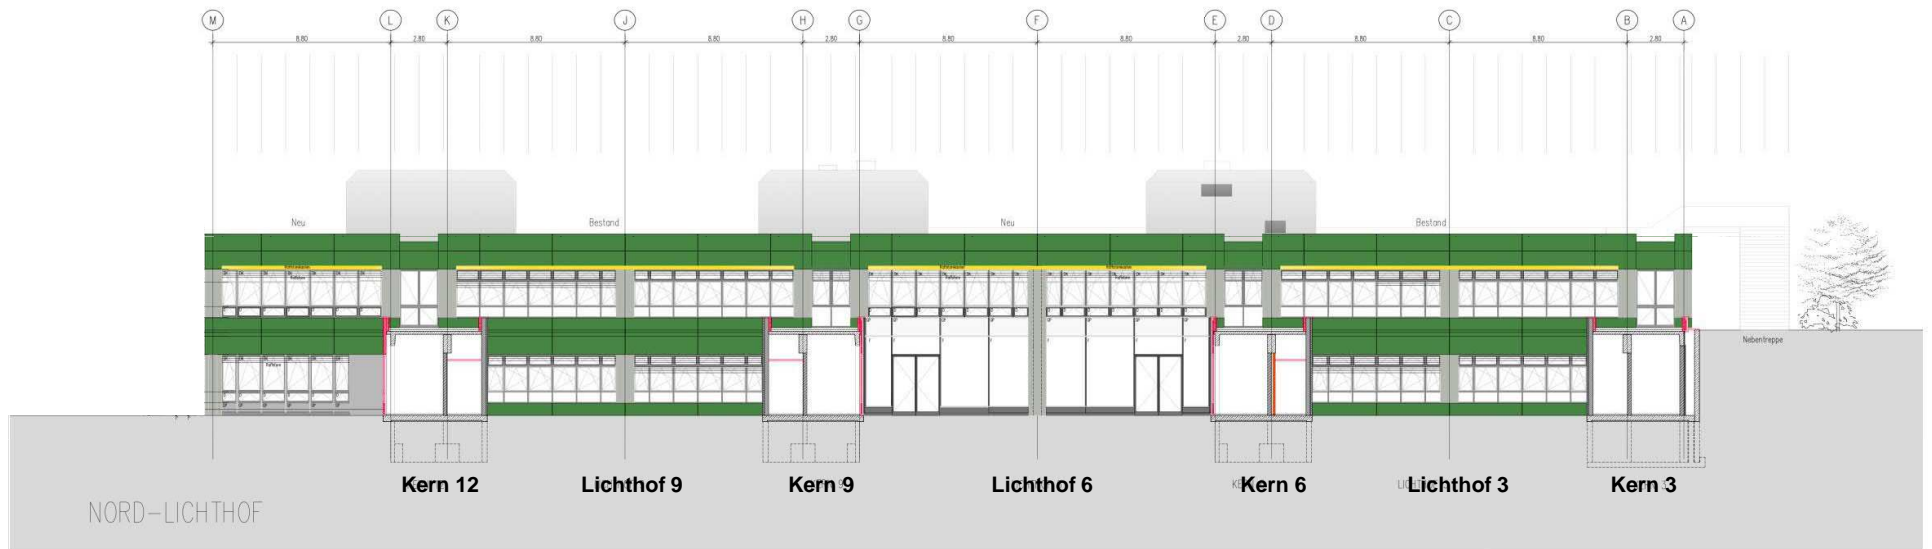 M L K J H G F E D C B A
8.80 2.80 8.80 8.80 2.80 8.80 8.80 2.80 8.80 8.80 2.80
Neu Bestand Neu Bestand
Nebentreppe
Kern 12 Lichthof 9 Kern 9 Lichthof 6 Kern 6 Lichthof 3 Kern 3
NORD-LICHTHOF